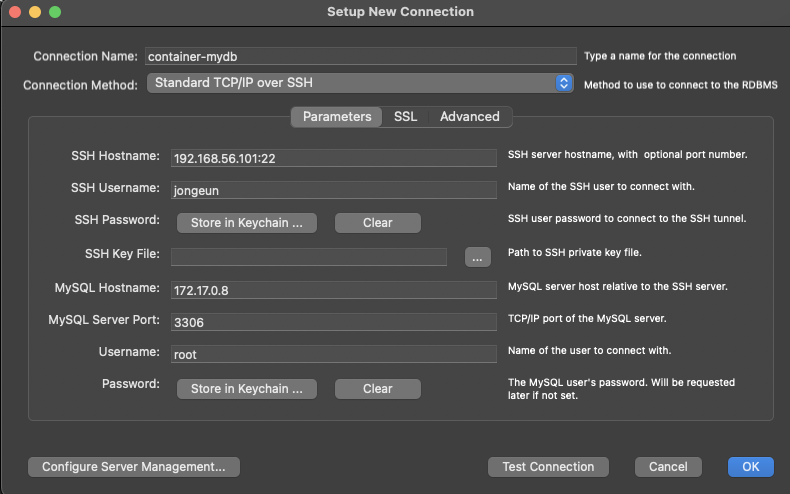 Setup New Connection
Connection Name: container-mydb Type a name for the connection
Connection Method: Standard TCP/IP over SSH Method to use to connect to the RDBMS
Parameters SSL Advanced
SSH Hostname: 192.168.56.101:22 SSH server hostname, with optional port number.
SSH Username: jongeun Name of the SSH user to connect with.
SSH Password: Store in Keychain ... Clear SSH user password to connect to the SSH tunnel.
SSH Key File: ... Path to SSH private key file.
MySQL Hostname: 172.17.0.8 MySQL server host relative to the SSH server.
MySQL Server Port: 3306 TCP/IP port of the MySQL server.
Username: root Name of the user to connect with.
Password: Store in Keychain ... Clear The MySQL user's password. Will be requested
later if not set.
Configure Server Management... Test Connection Cancel OK